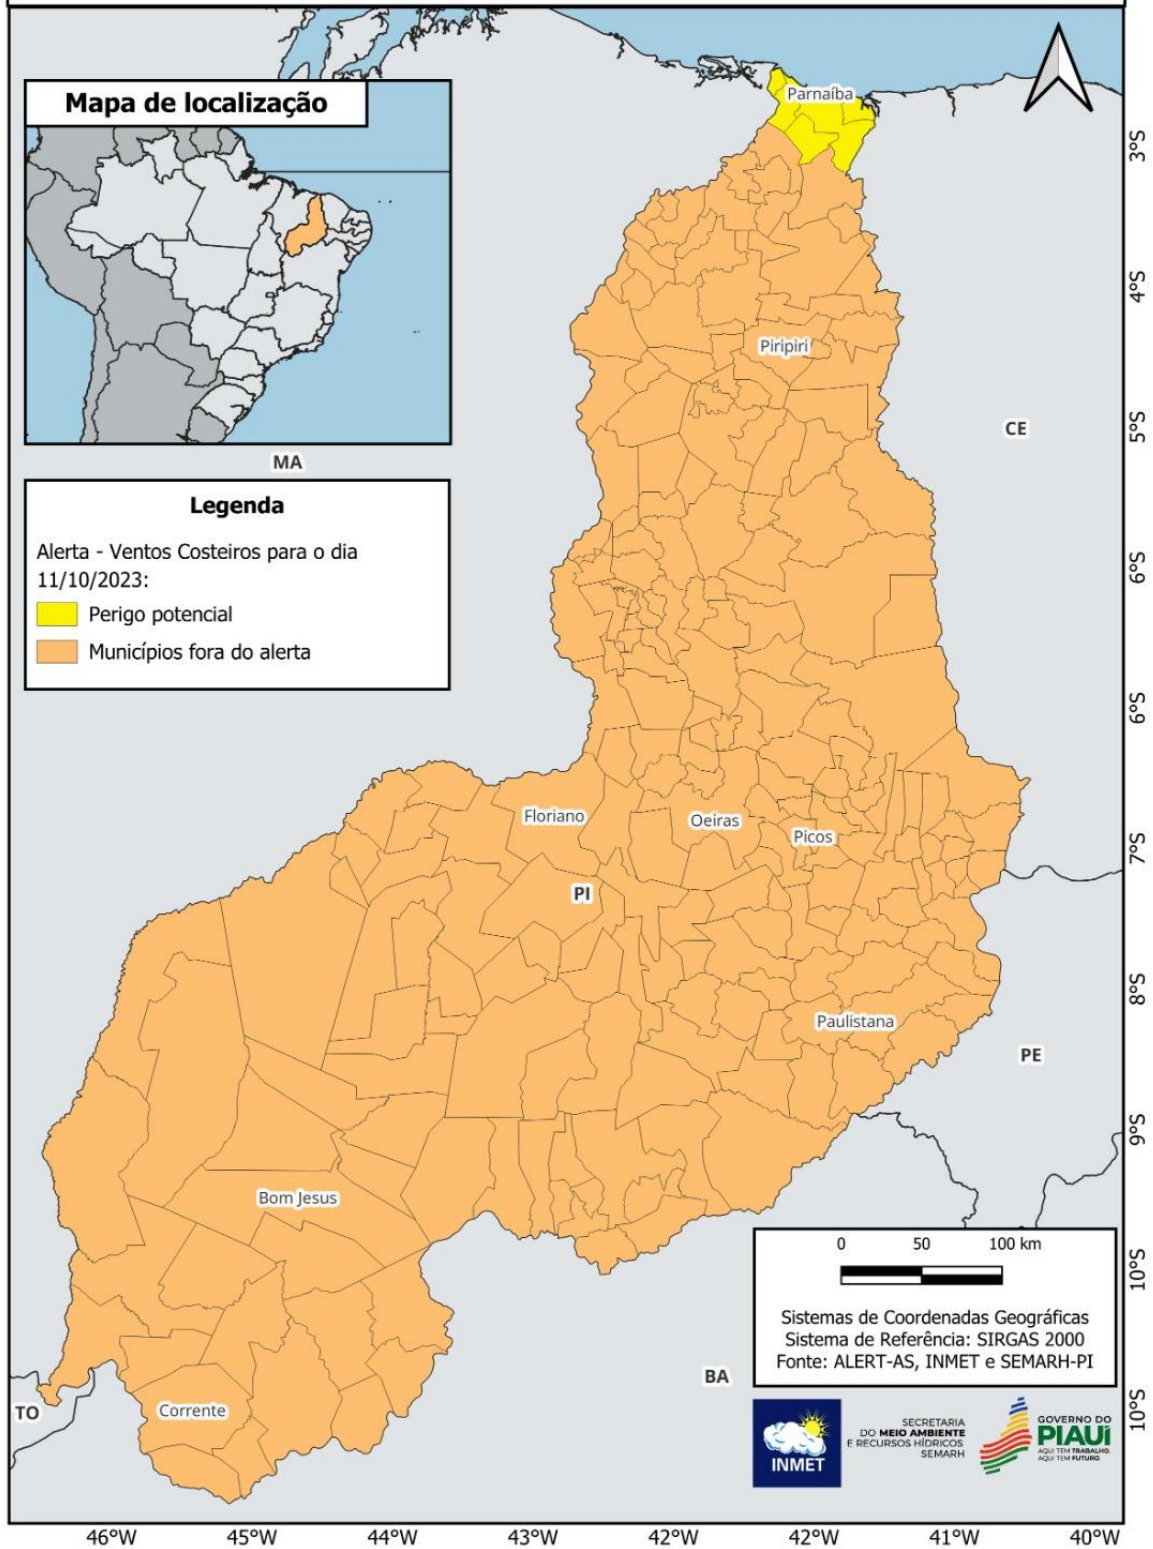 Mapa de localização
Parnaíba
3°S
4°S
Piripiri
CE
5°S
MA
Legenda
Alerta - Ventos Costeiros para o dia
11/10/2023:
Perigo potencial
Municípios fora do alerta
6°S
6°S
Floriano
Oeiras
Picos
7°S
PI
8°S
Paulistana
PE
9°S
Bom Jesus
0 50 100 km
10°S
Sistemas de Coordenadas Geográficas
Sistema de Referência: SIRGAS 2000
Fonte: ALERT-AS, INMET e SEMARH-PI
BA
TO
Corrente
10°S
INMET
SECRETARIA
DO MEIO AMBIENTE
E RECURSOS HÍDRICOS
SEMARH
GOVERNO DO
PIAUÍ
AQUI TEM TRABALHO.
AQUI TEM FUTURO.
46°W 45°W 44°W 43°W 42°W 42°W 41°W 40°W